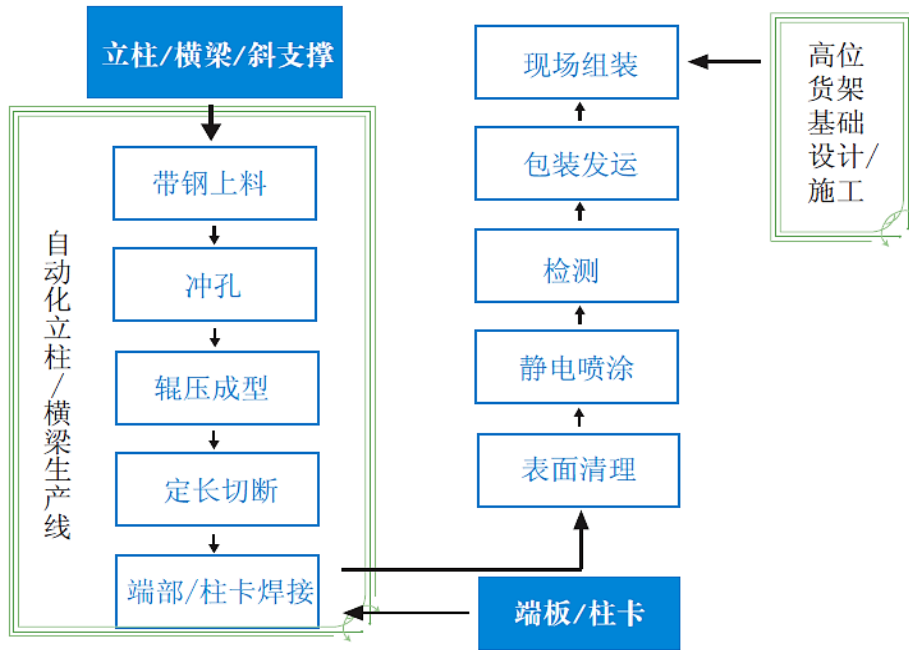 立柱/横梁/斜支撑
自动化立柱/横梁生产线
带钢上料
冲孔
辊压成型
定长切断
端部/柱卡焊接
端板/柱卡
表面清理
静电喷涂
检测
包装发运
现场组装
高位
货架
基础
设计/
施工